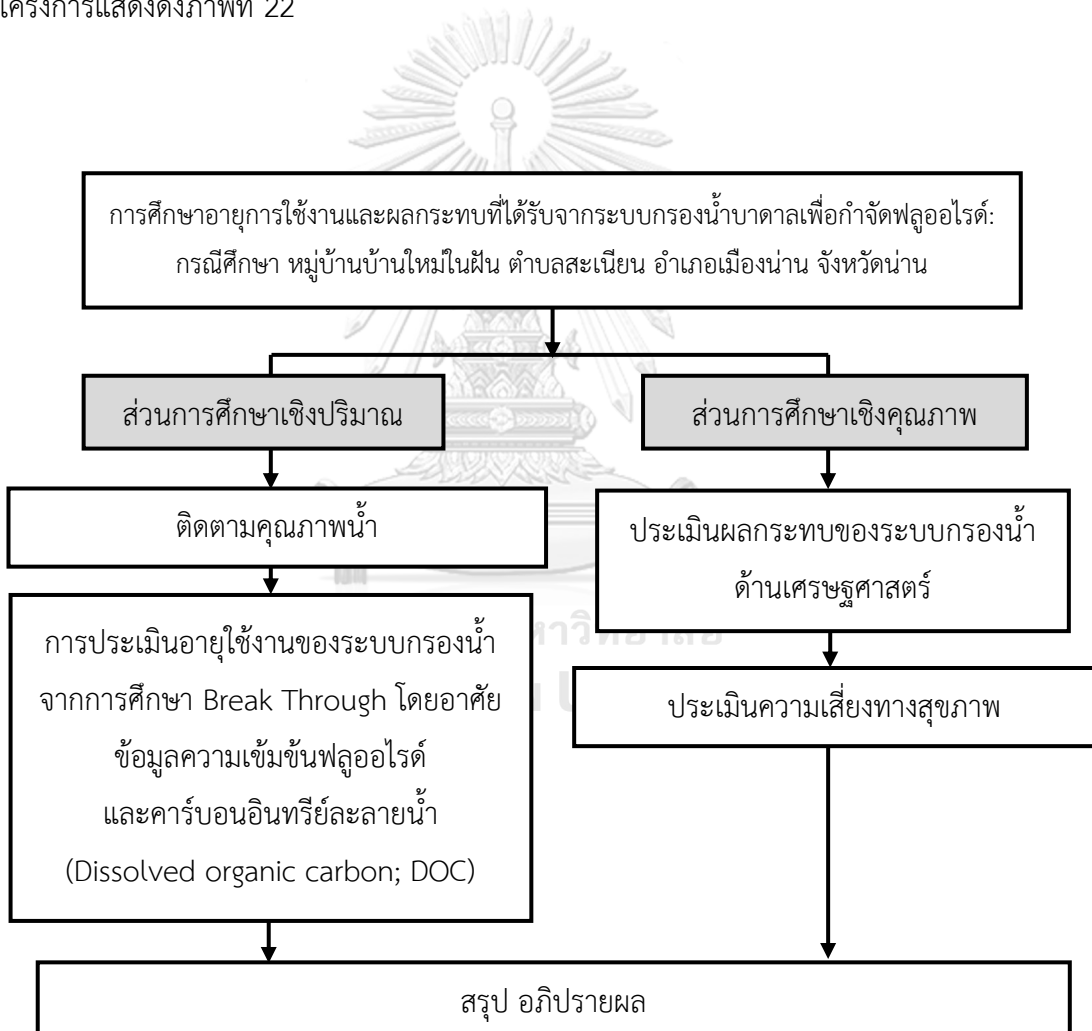 โครงการแสดงดังภาพที่ 22
การศึกษาอายุการใช้งานและผลกระทบที่ได้รับจากระบบกรองน้ำบาดาลเพื่อกำจัดฟลูออไรด์:
กรณีศึกษา หมู่บ้านบ้านใหม่ในฝัน ตำบลสะเนียน อำเภอเมืองน่าน จังหวัดน่าน
ส่วนการศึกษาเชิงปริมาณ
ส่วนการศึกษาเชิงคุณภาพ
ติดตามคุณภาพน้ำ
ประเมินผลกระทบของระบบกรองน้ำ
ด้านเศรษฐศาสตร์
การประเมินอายุใช้งานของระบบกรองน้ำ
จากการศึกษา Break Through โดยอาศัย
ข้อมูลความเข้มข้นฟลูออไรด์
และคาร์บอนอินทรีย์ละลายน้ำ
(Dissolved organic carbon; DOC)
ประเมินความเสี่ยงทางสุขภาพ
สรุป อภิปรายผล